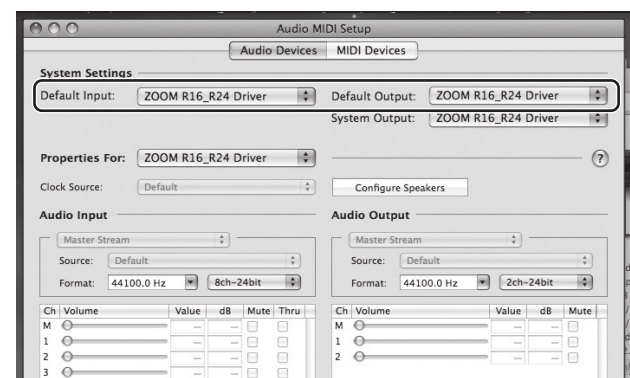 Audio MIDI Setup
Audio Devices MIDI Devices
System Settings
Default Input: ZOOM R16_R24 Driver Default Output: ZOOM R16_R24 Driver
System Output: ZOOM R16_R24 Driver
Properties For: ZOOM R16_R24 Driver ?
Clock Source: Default Configure Speakers
Audio Input Audio Output
Master Stream Master Stream
Source: Default Source: Default
Format: 44100.0 Hz 8ch-24bit Format: 44100.0 Hz 2ch-24bit
Ch Volume Value dB Mute Thru Ch Volume Value dB Mute
M — — M — —
1 — — 1 — —
2 — — 2 — —
3